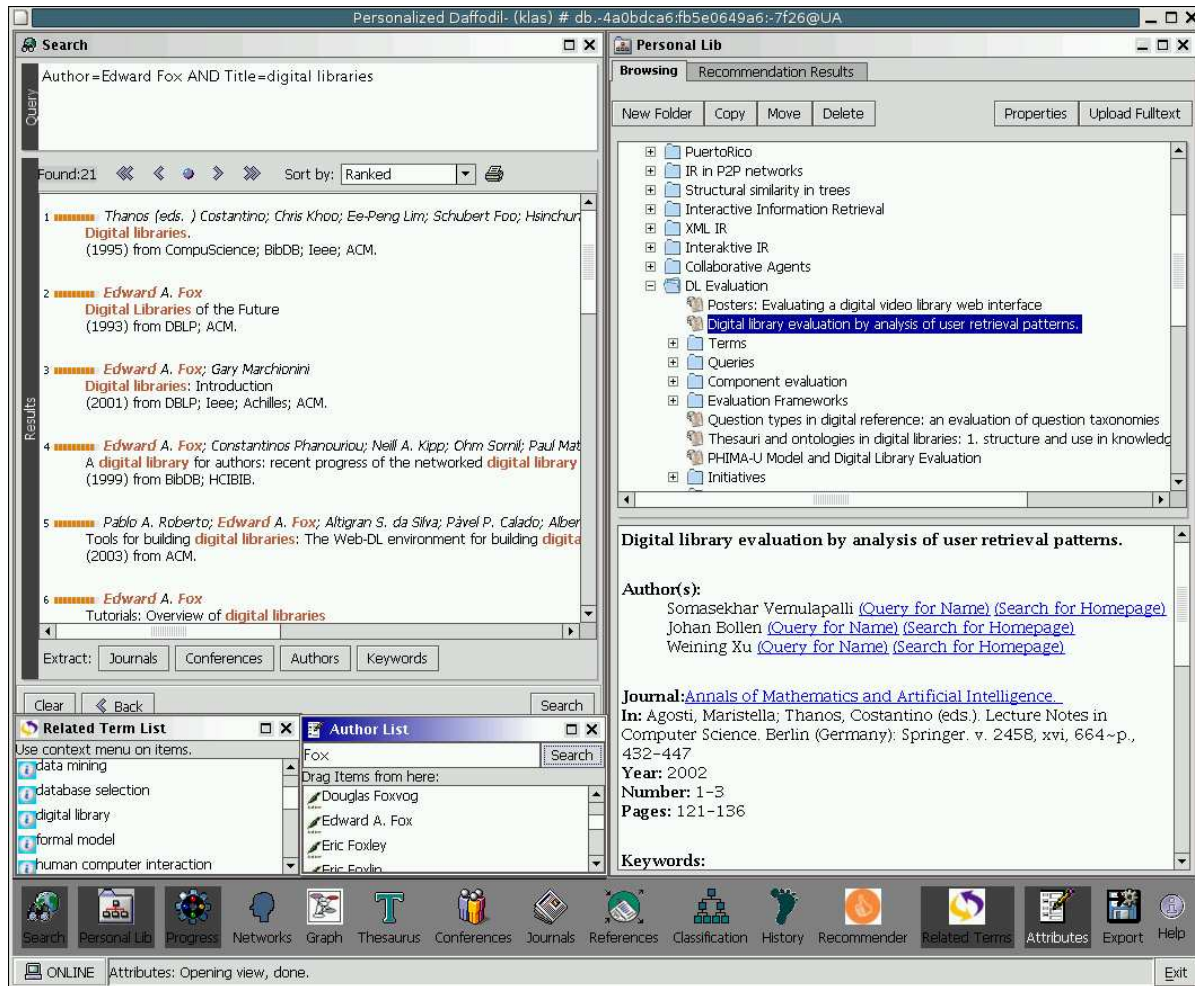 Personalized Daffodil- (klas) # db.-4a0bdca6:fb5e0649a6:-7f26@UA
Search
Query
Author=Edward Fox AND Title=digital libraries
Results
Found:21
Sort by: Ranked
1 Thanos (eds. ) Costantino; Chris Khoo; Ee-Peng Lim; Schubert Foo; Hsinchun
Digital libraries.
(1995) from CompuScience; BibDB; Ieee; ACM.
2 Edward A. Fox
Digital Libraries of the Future
(1993) from DBLP; ACM.
3 Edward A. Fox; Gary Marchionini
Digital libraries: Introduction
(2001) from DBLP; Ieee; Achilles; ACM.
4 Edward A. Fox; Constantinos Phanouriou; Neill A. Kipp; Ohm Sornil; Paul Mat
A digital library for authors: recent progress of the networked digital library
(1999) from BibDB; HCIBIB.
5 Pablo A. Roberto; Edward A. Fox; Altigran S. da Silva; Pável P. Calado; Alber
Tools for building digital libraries: The Web-DL environment for building digita
(2003) from ACM.
6 Edward A. Fox
Tutorials: Overview of digital libraries
Extract: Journals Conferences Authors Keywords
Clear Back Search
Related Term List
Use context menu on items.
data mining
database selection
digital library
formal model
human computer interaction
Author List
Fox Search
Drag Items from here:
Douglas Foxvog
Edward A. Fox
Eric Foxley
Eric Foxlin
Personal Lib
Browsing Recommendation Results
New Folder Copy Move Delete Properties Upload Fulltext
PuertoRico
IR in P2P networks
Structural similarity in trees
Interactive Information Retrieval
XML IR
Interaktive IR
Collaborative Agents
DL Evaluation
Posters: Evaluating a digital video library web interface
Digital library evaluation by analysis of user retrieval patterns.
Terms
Queries
Component evaluation
Evaluation Frameworks
Question types in digital reference: an evaluation of question taxonomies
Thesauri and ontologies in digital libraries: 1. structure and use in knowledg
PHIMA-U Model and Digital Library Evaluation
Initiatives
Digital library evaluation by analysis of user retrieval patterns.
Author(s):
Somasekhar Vemulapalli (Query for Name) (Search for Homepage)
Johan Bollen (Query for Name) (Search for Homepage)
Weining Xu (Query for Name) (Search for Homepage)
Journal:Annals of Mathematics and Artificial Intelligence.
In: Agosti, Maristella; Thanos, Costantino (eds.). Lecture Notes in
Computer Science. Berlin (Germany): Springer. v. 2458, xvi, 664~p.,
432-447
Year: 2002
Number: 1-3
Pages: 121-136
Keywords:
Search Personal Lib Progress Networks Graph Thesaurus Conferences Journals References Classification History Recommender Related Terms Attributes Export Help
ONLINE Attributes: Opening view, done. Exit